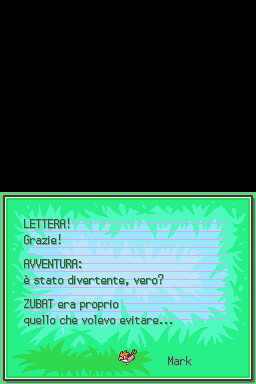 LETTERA!
Grazie!
AVVENTURA:
è stato divertente, vero?
ZUBAT era proprio
quello che volevo evitare...
Mark